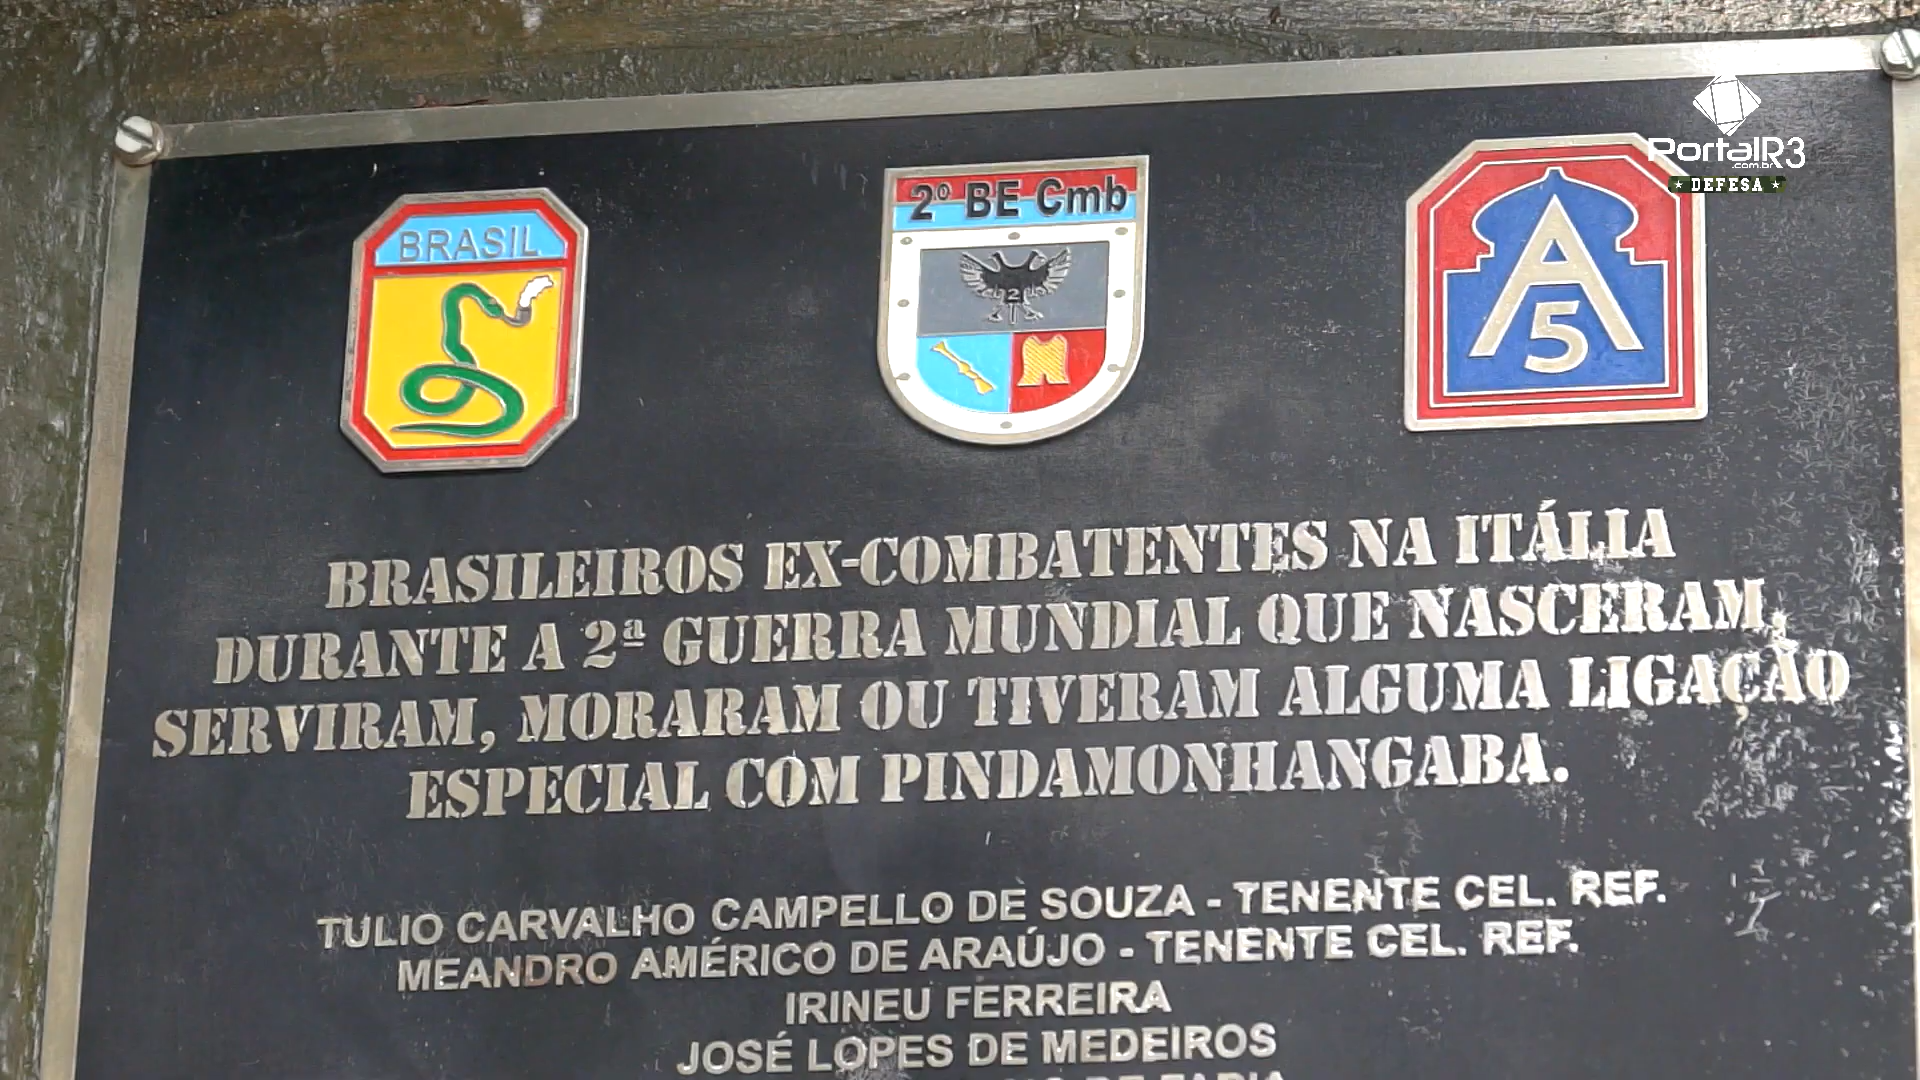 PortalR3
.com.br
DEFESA
BRASIL
2º BE Cmb
2
A
5
BRASILEIROS EX-COMBATENTES NA ITÁLIA
DURANTE A 2ª GUERRA MUNDIAL QUE NASCERAM,
SERVIRAM, MORARAM OU TIVERAM ALGUMA LIGAÇÃO
ESPECIAL COM PINDAMONHANGABA.
TULIO CARVALHO CAMPELLO DE SOUZA - TENENTE CEL. REF.
MEANDRO AMÉRICO DE ARAÚJO - TENENTE CEL. REF.
IRINEU FERREIRA
JOSÉ LOPES DE MEDEIROS
DE FARIA